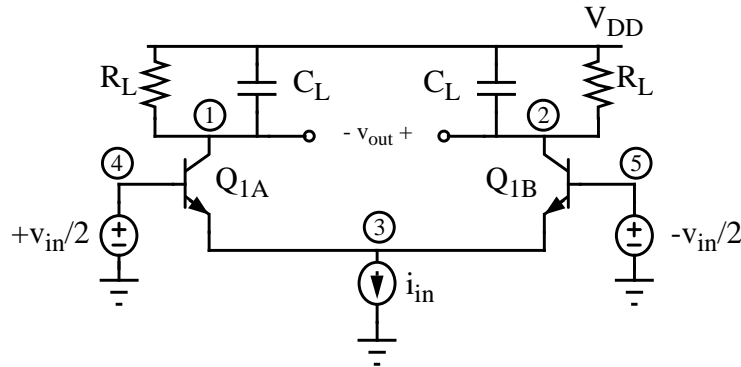 V_DD
R_L C_L C_L R_L
1 - v_out + 2
4 Q_1A Q_1B 5
+v_in/2 3 -v_in/2
i_in